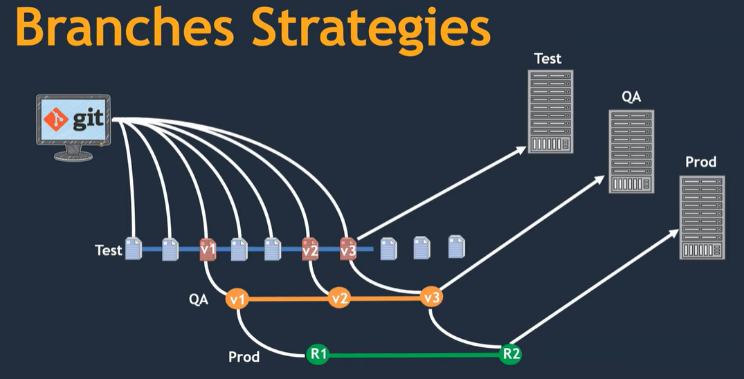 Branches Strategies
Test
QA
Prod
git
Test v1 v2 v3
QA v1 v2 v3
Prod R1 R2